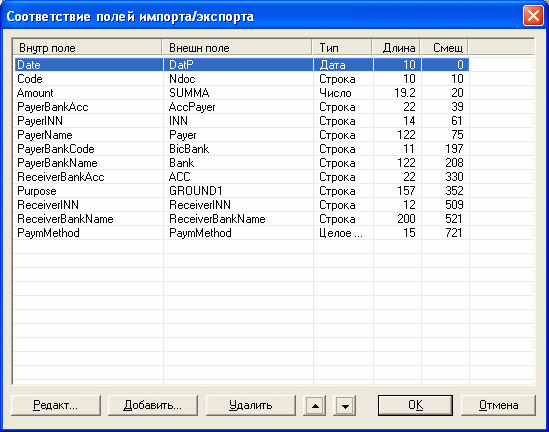 Соответствие полей импорта/экспорта
Внутр поле Внешн поле Тип Длина Смещ
Date DatP Дата 10 0
Code Ndoc Строка 10 10
Amount SUMMA Число 19.2 20
PayerBankAcc AccPayer Строка 22 39
PayerINN INN Строка 14 61
PayerName Payer Строка 122 75
PayerBankCode BicBank Строка 11 197
PayerBankName Bank Строка 122 208
ReceiverBankAcc ACC Строка 22 330
Purpose GROUND1 Строка 157 352
ReceiverINN ReceiverINN Строка 12 509
ReceiverBankName ReceiverBankName Строка 200 521
PaymMethod PaymMethod Целое ... 15 721
Редакт... Добавить... Удалить OK Отмена